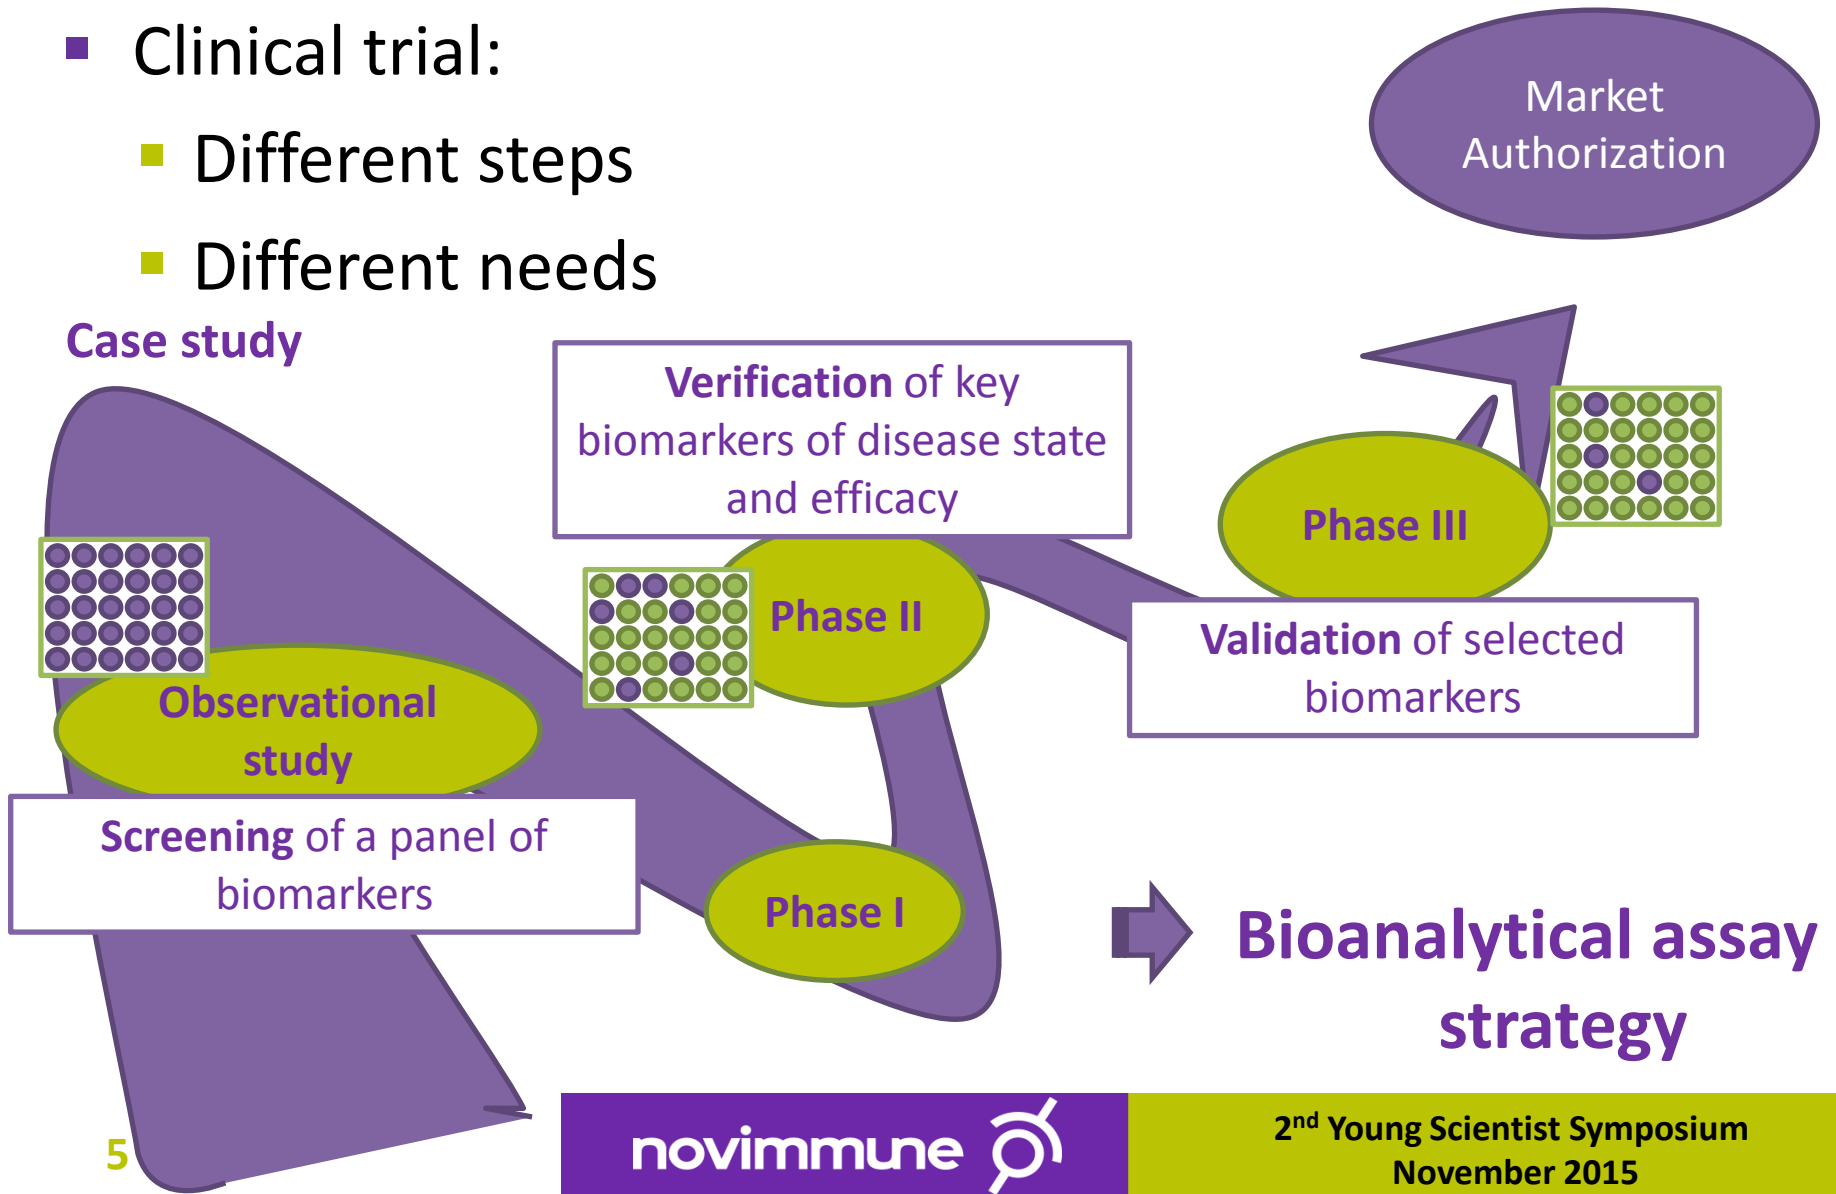 Clinical trial:
Different steps
Different needs
Market
Authorization
Case study
Verification of key
biomarkers of disease state
and efficacy
Phase III
Phase II
Validation of selected
biomarkers
Observational
study
Screening of a panel of
biomarkers
Phase I
Bioanalytical assay
strategy
5
novimmune
2nd Young Scientist Symposium
November 2015